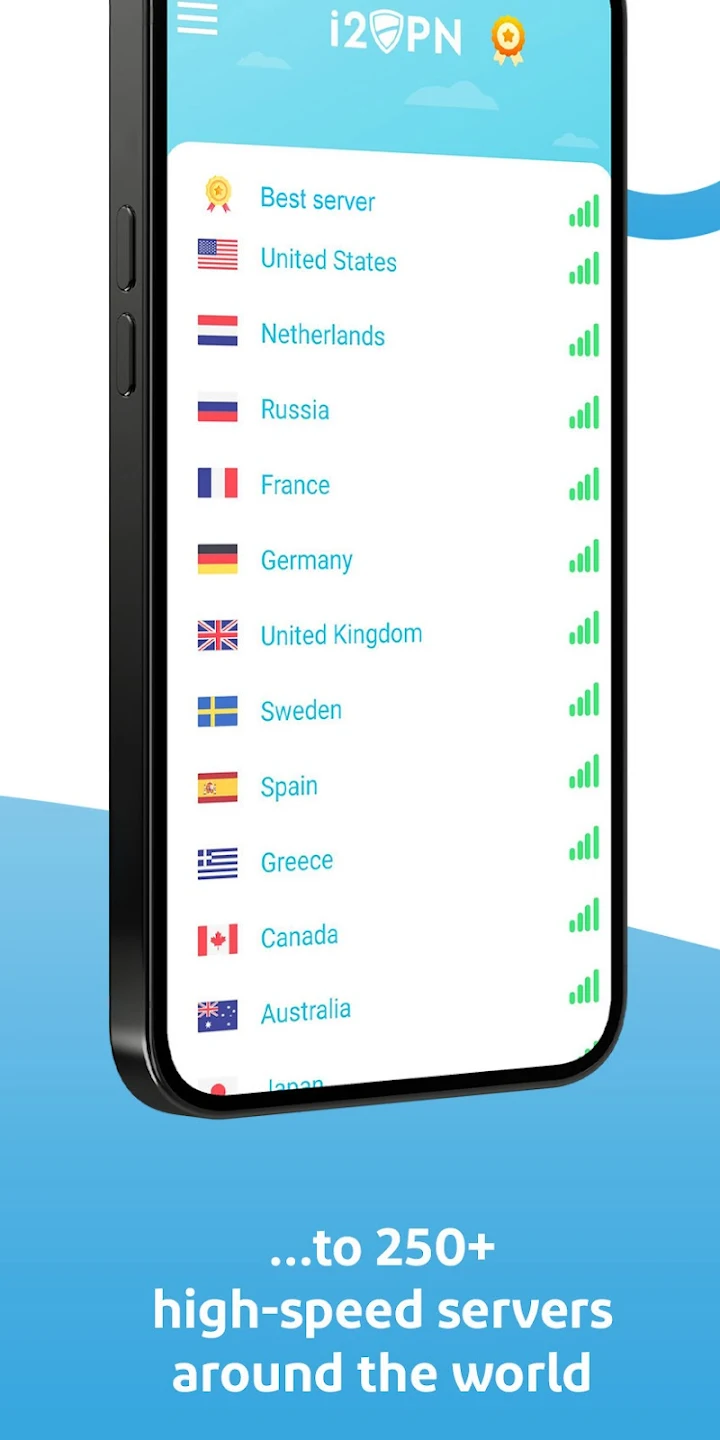 i2VPN
Best server
United States
Netherlands
Russia
France
Germany
United Kingdom
Sweden
Spain
Greece
Canada
Australia
Japan
...to 250+
high-speed servers
around the world